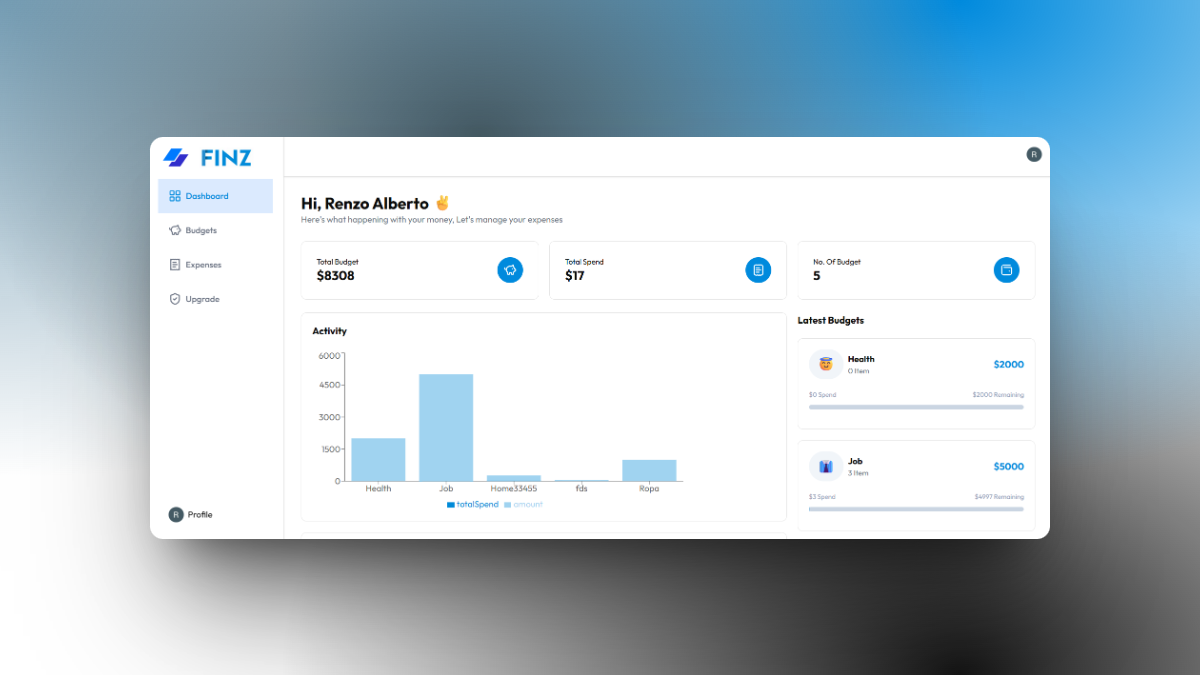 FINZ
R
Dashboard
Budgets
Expenses
Upgrade
R Profile
Hi, Renzo Alberto ✌️
Here's what happening with your money, Let's manage your expenses
Total Budget
$8308
Total Spend
$17
No. Of Budget
5
Activity
6000
4500
3000
1500
0
Health Job Home33455 fds Ropa
totalSpend amount
Latest Budgets
Health
0 Item
$2000
$0 Spend $2000 Remaining
Job
3 Item
$5000
$3 Spend $4997 Remaining